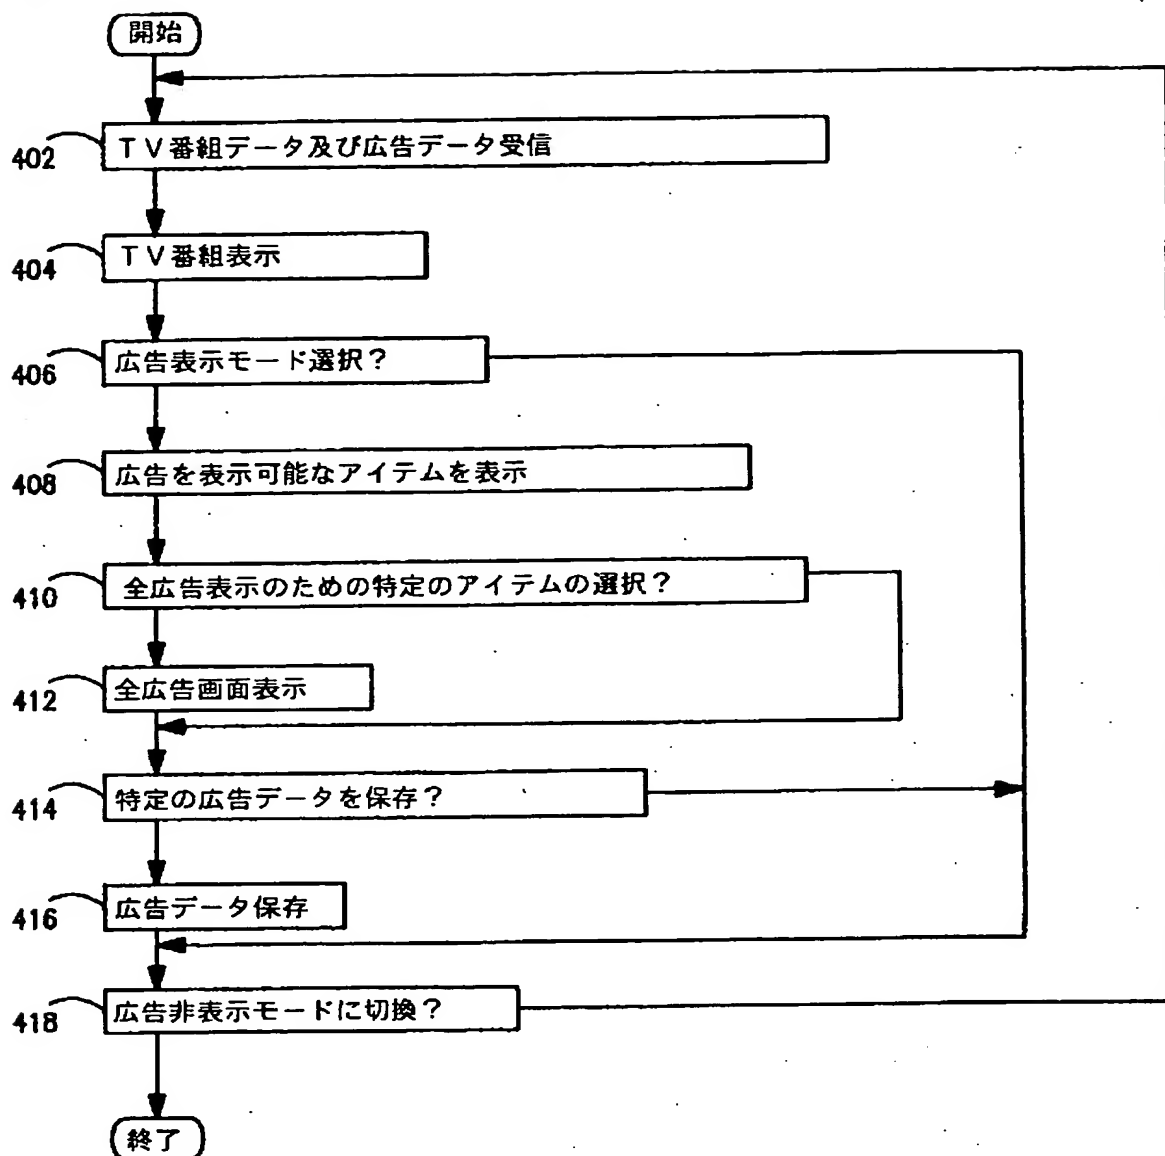 開始
402 TV番組データ及び広告データ受信
404 TV番組表示
406 広告表示モード選択?
408 広告を表示可能なアイテムを表示
410 全広告表示のための特定のアイテムの選択?
412 全広告画面表示
414 特定の広告データを保存?
416 広告データ保存
418 広告非表示モードに切換?
終了